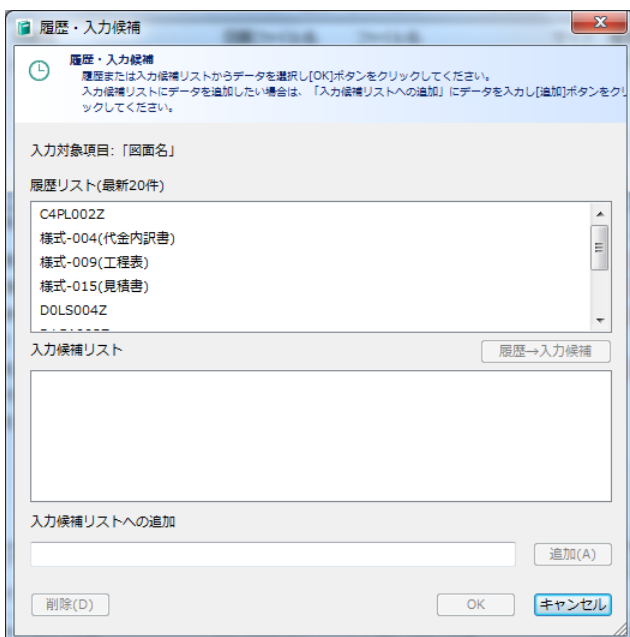 履歴・入力候補
履歴・入力候補
履歴または入力候補リストからデータを選択し[OK]ボタンをクリックしてください。
入力候補リストにデータを追加したい場合は、「入力候補リストへの追加」にデータを入力し[追加]ボタンをクリ
ックしてください。
入力対象項目:「図面名」
履歴リスト(最新20件)
C4PL002Z
様式-004(代金内訳書)
様式-009(工程表)
様式-015(見積書)
D0LS004Z
入力候補リスト
履歴→入力候補
入力候補リストへの追加
追加(A)
削除(D)
OK
キャンセル